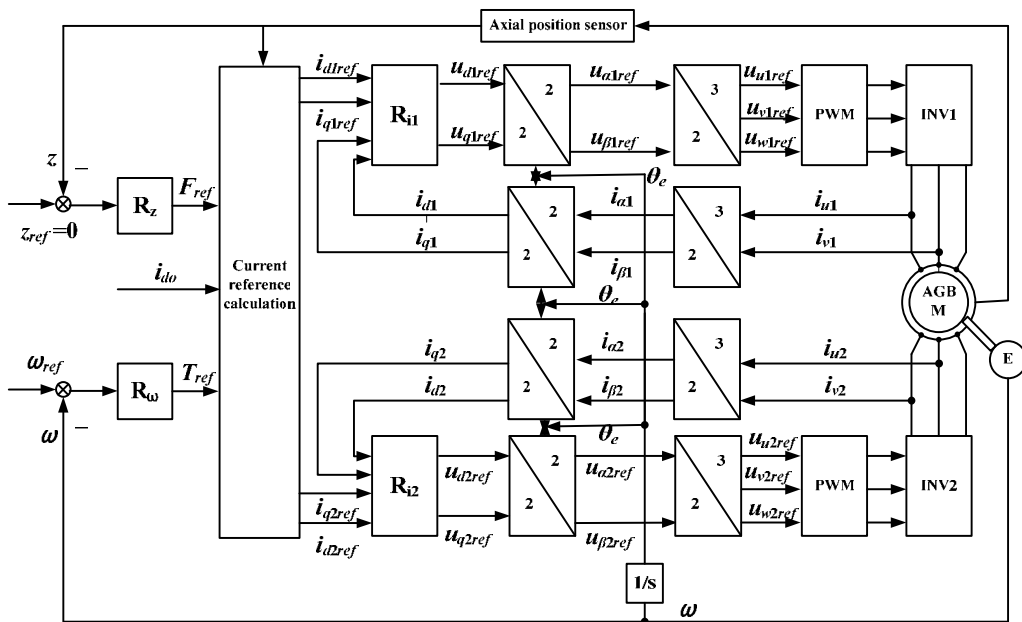 Axial position sensor
i_d1ref
i_q1ref
R_i1
u_d1ref
u_q1ref
2
2
u_α1ref
u_β1ref
3
2
u_u1ref
u_v1ref
u_w1ref
PWM
INV1
z
−
z_ref=0
R_z
F_ref
θ_e
i_d1
i_q1
2
2
i_α1
i_β1
3
2
i_u1
i_v1
i_do
Current
reference
calculation
θ_e
AGB
M
E
ω_ref
ω
−
R_ω
T_ref
i_q2
i_d2
2
2
i_α2
i_β2
3
2
i_u2
i_v2
θ_e
R_i2
i_q2ref
i_d2ref
u_d2ref
u_q2ref
2
2
u_α2ref
u_β2ref
3
2
u_u2ref
u_v2ref
u_w2ref
PWM
INV2
1/s
ω